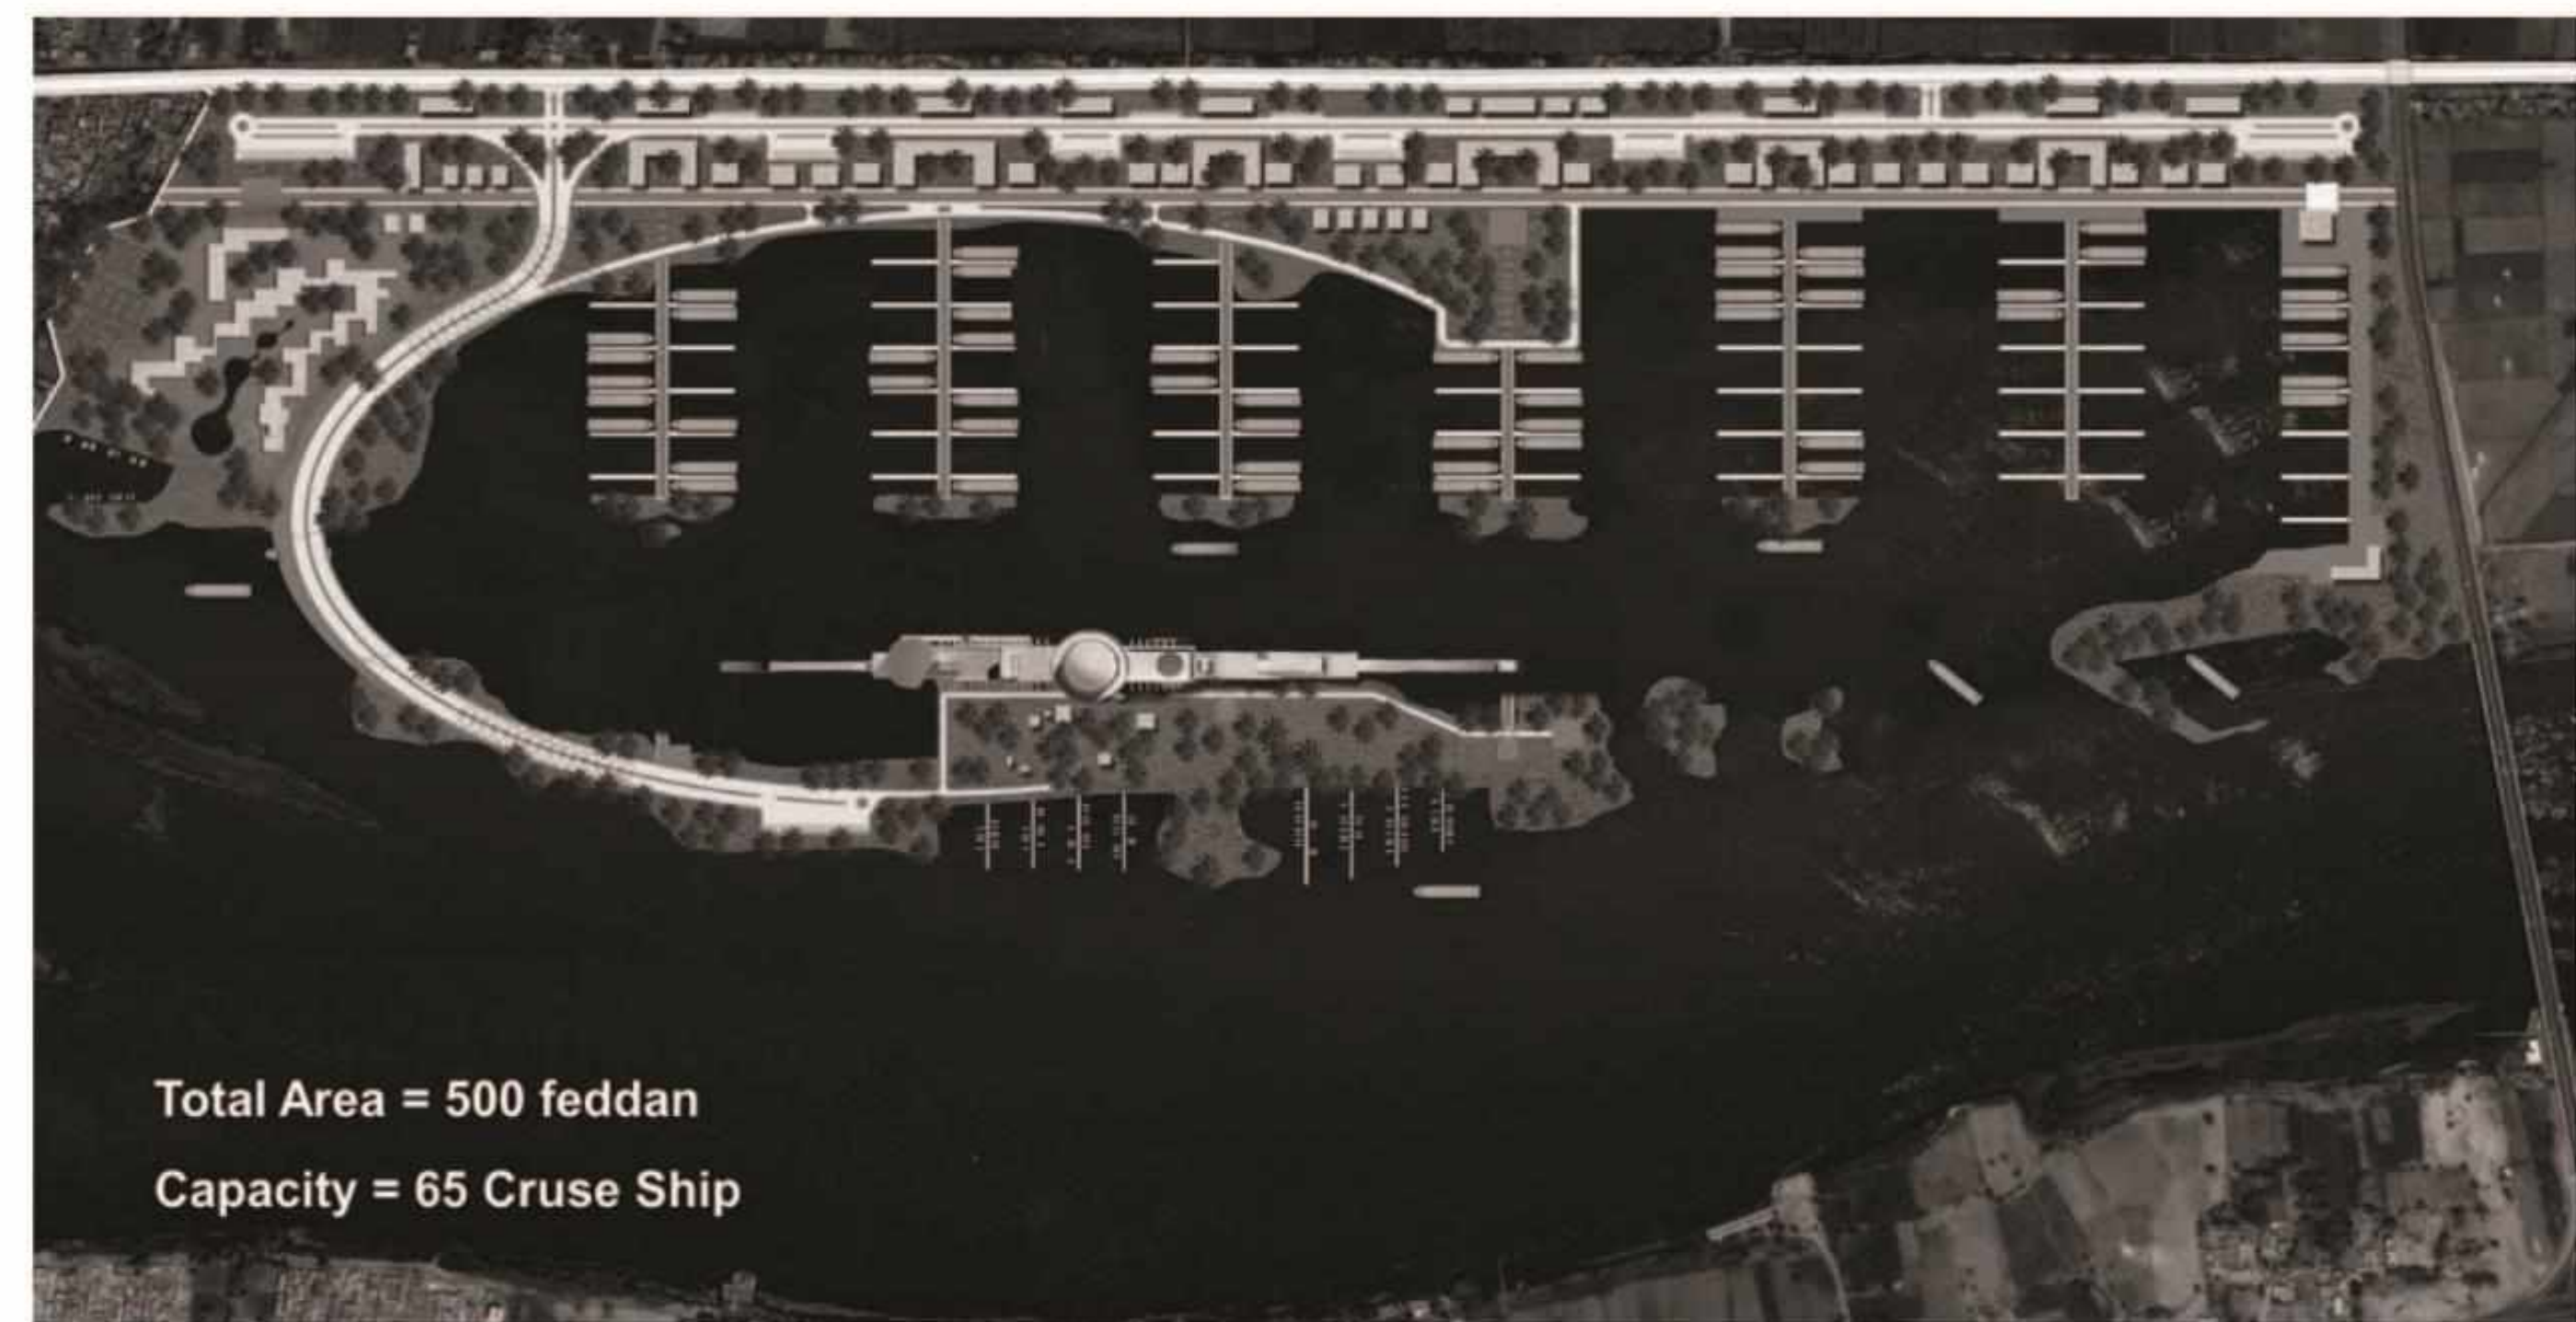 Total Area = 500 feddan
Capacity = 65 Cruse Ship